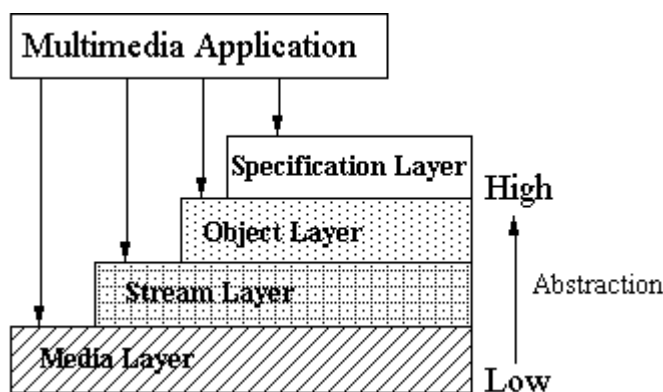 Multimedia Application
Specification Layer
High
Object Layer
Abstraction
Stream Layer
Media Layer
Low